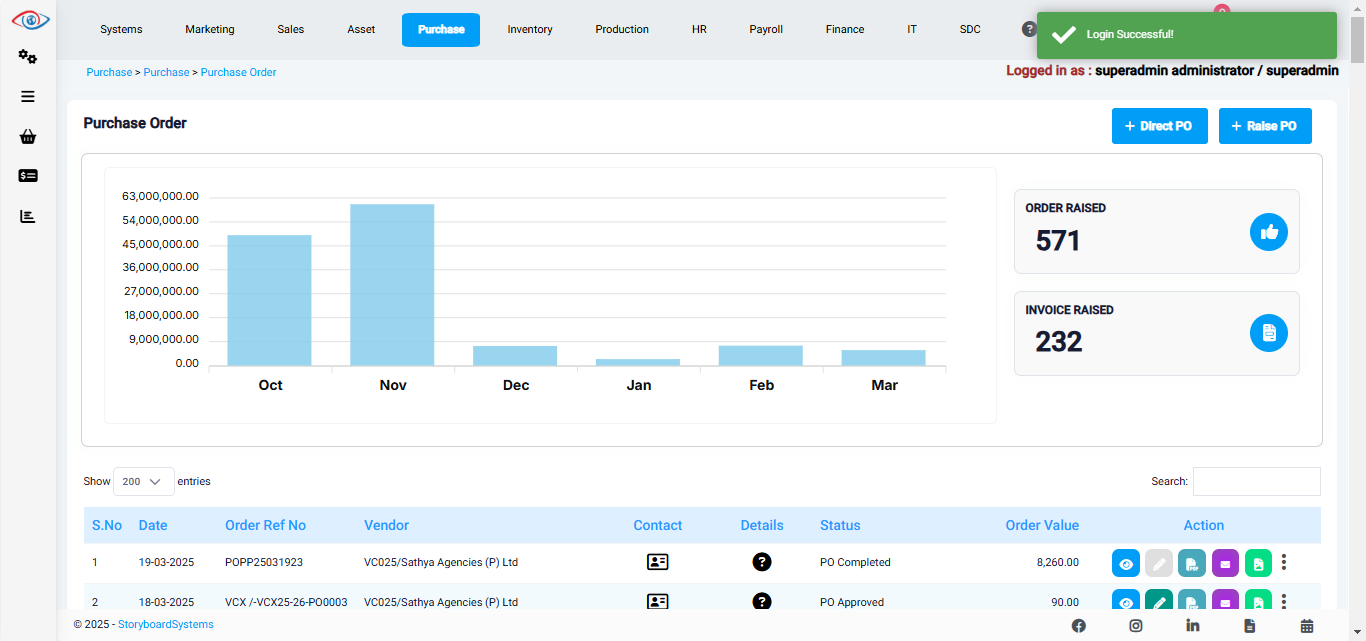 Systems Marketing Sales Asset Purchase Inventory Production HR Payroll Finance IT SDC
Login Successful!
Purchase > Purchase > Purchase Order
Logged in as : superadmin administrator / superadmin
Purchase Order
+ Direct PO + Raise PO
63,000,000.00
54,000,000.00
45,000,000.00
36,000,000.00
27,000,000.00
18,000,000.00
9,000,000.00
0.00
Oct Nov Dec Jan Feb Mar
ORDER RAISED
571
INVOICE RAISED
232
Show 200 entries
Search:
S.No Date Order Ref No Vendor Contact Details Status Order Value Action
1 19-03-2025 POPP25031923 VC025/Sathya Agencies (P) Ltd PO Completed 8,260.00
2 18-03-2025 VCX /-VCX25-26-PO0003 VC025/Sathya Agencies (P) Ltd PO Approved 90.00
© 2025 - StoryboardSystems